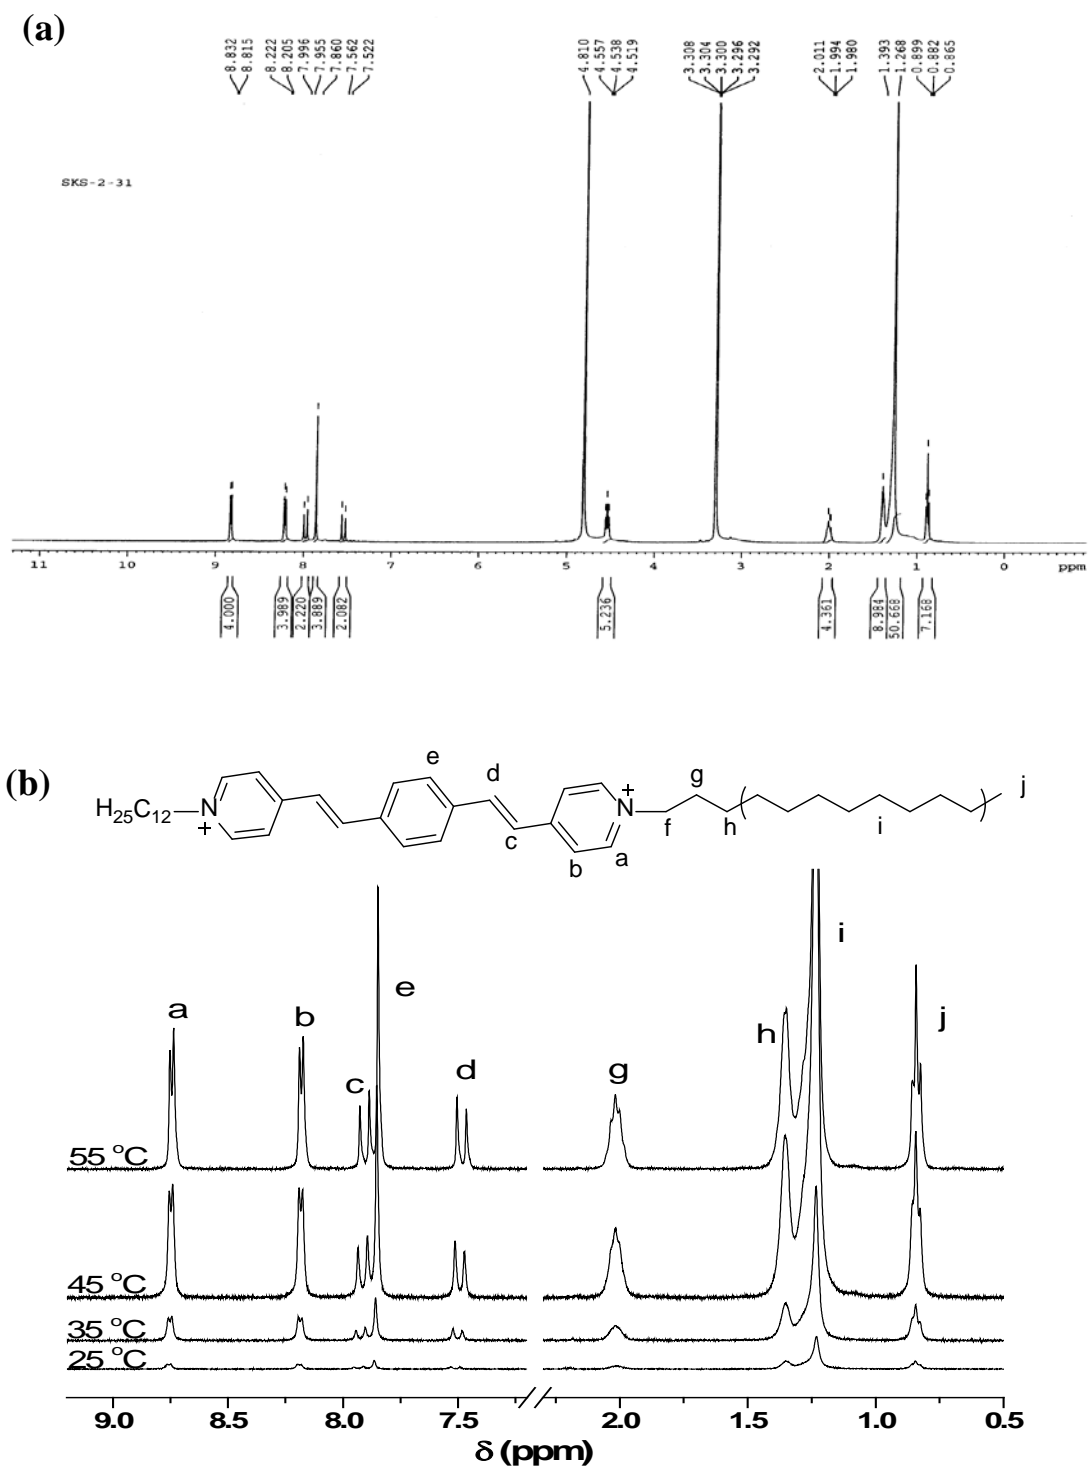 (a)
8.832
8.815
8.222
8.205
7.996
7.955
7.860
7.562
7.522
4.810
4.557
4.538
4.519
3.308
3.304
3.300
3.296
3.292
2.011
1.994
1.980
1.393
1.268
0.899
0.882
0.865
SKS-2-31
11 10 9 8 7 6 5 4 3 2 1 0 ppm
4.000
3.989
2.220
3.889
2.082
5.236
4.361
8.984
50.668
7.168
(b)
e d g j
H25C12 N + N +
c f h i
b a
i
a b c e d g h j
55 °C
45 °C
35 °C
25 °C
9.0 8.5 8.0 7.5 2.0 1.5 1.0 0.5
δ (ppm)